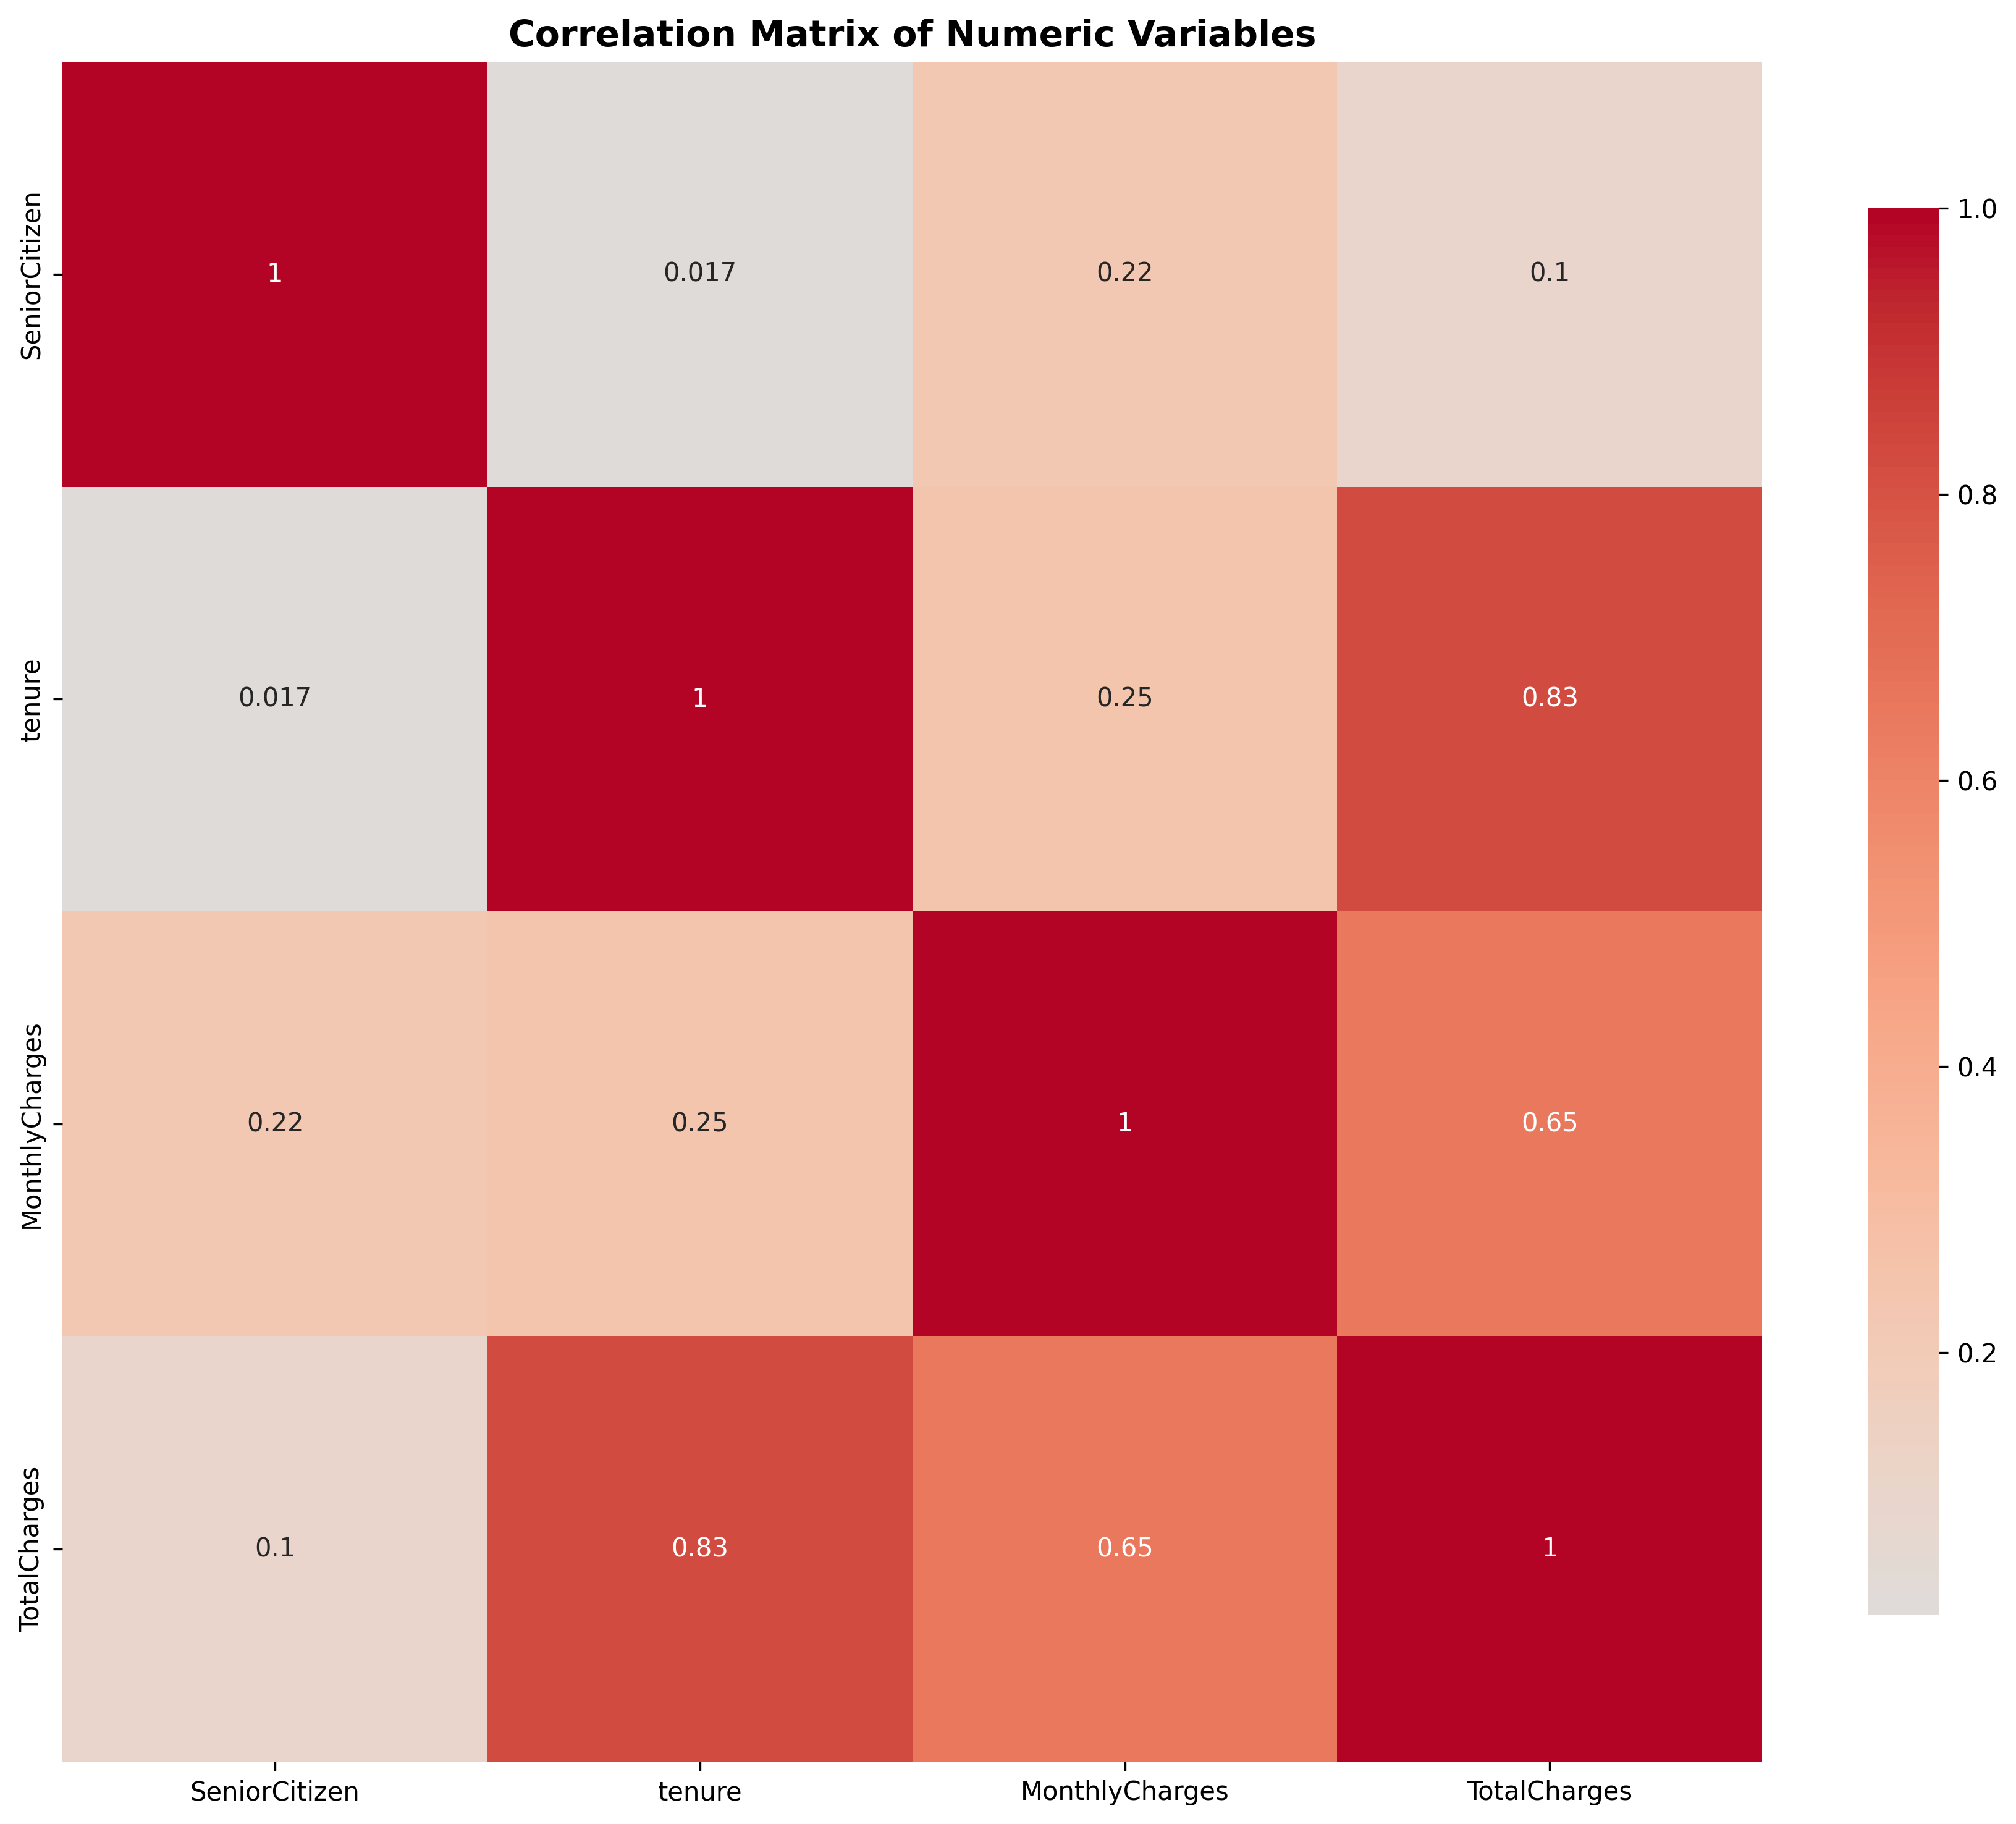 Correlation Matrix of Numeric Variables
SeniorCitizen
1
0.017
0.22
0.1
tenure
0.017
1
0.25
0.83
MonthlyCharges
0.22
0.25
1
0.65
TotalCharges
0.1
0.83
0.65
1
SeniorCitizen
tenure
MonthlyCharges
TotalCharges
1.0
0.8
0.6
0.4
0.2